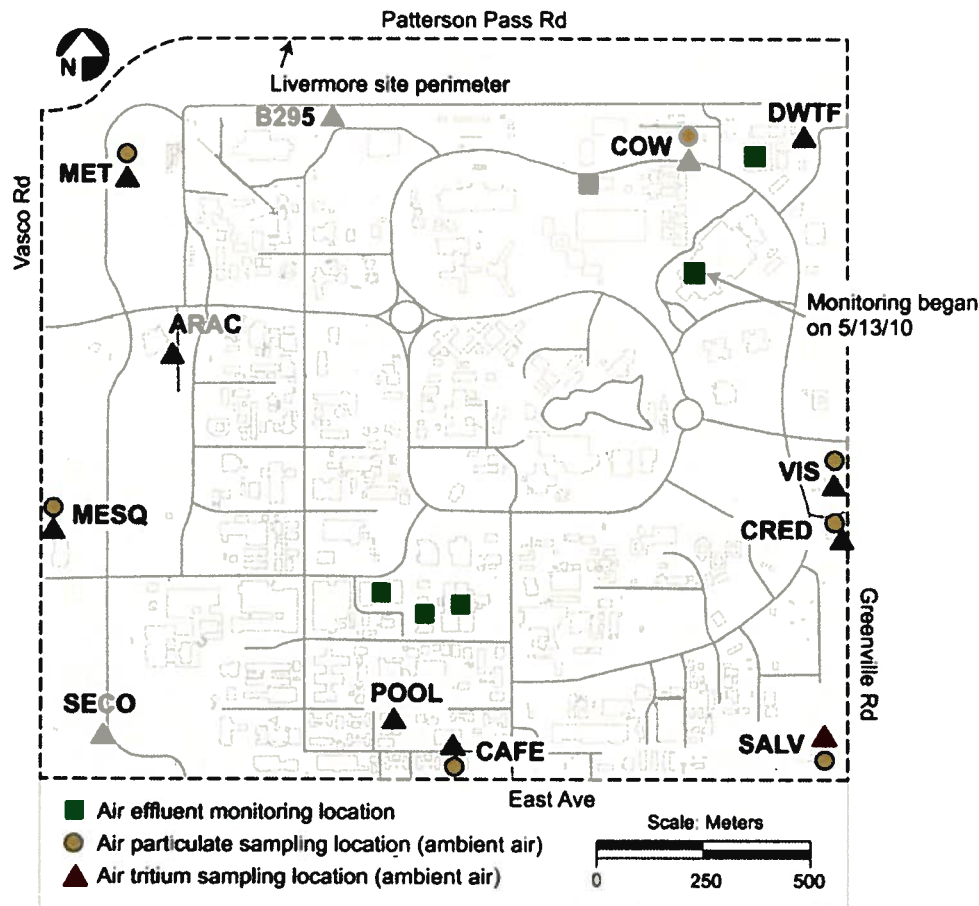 Patterson Pass Rd
N
Livermore site perimeter
B295
DWTF
COW
MET
Vasco Rd
Monitoring began
on 5/13/10
ARAC
VIS
MESQ
CRED
Greenville Rd
SECO
POOL
SALV
CAFE
East Ave
Air effluent monitoring location
Air particulate sampling location (ambient air)
Air tritium sampling location (ambient air)
Scale: Meters
0 250 500